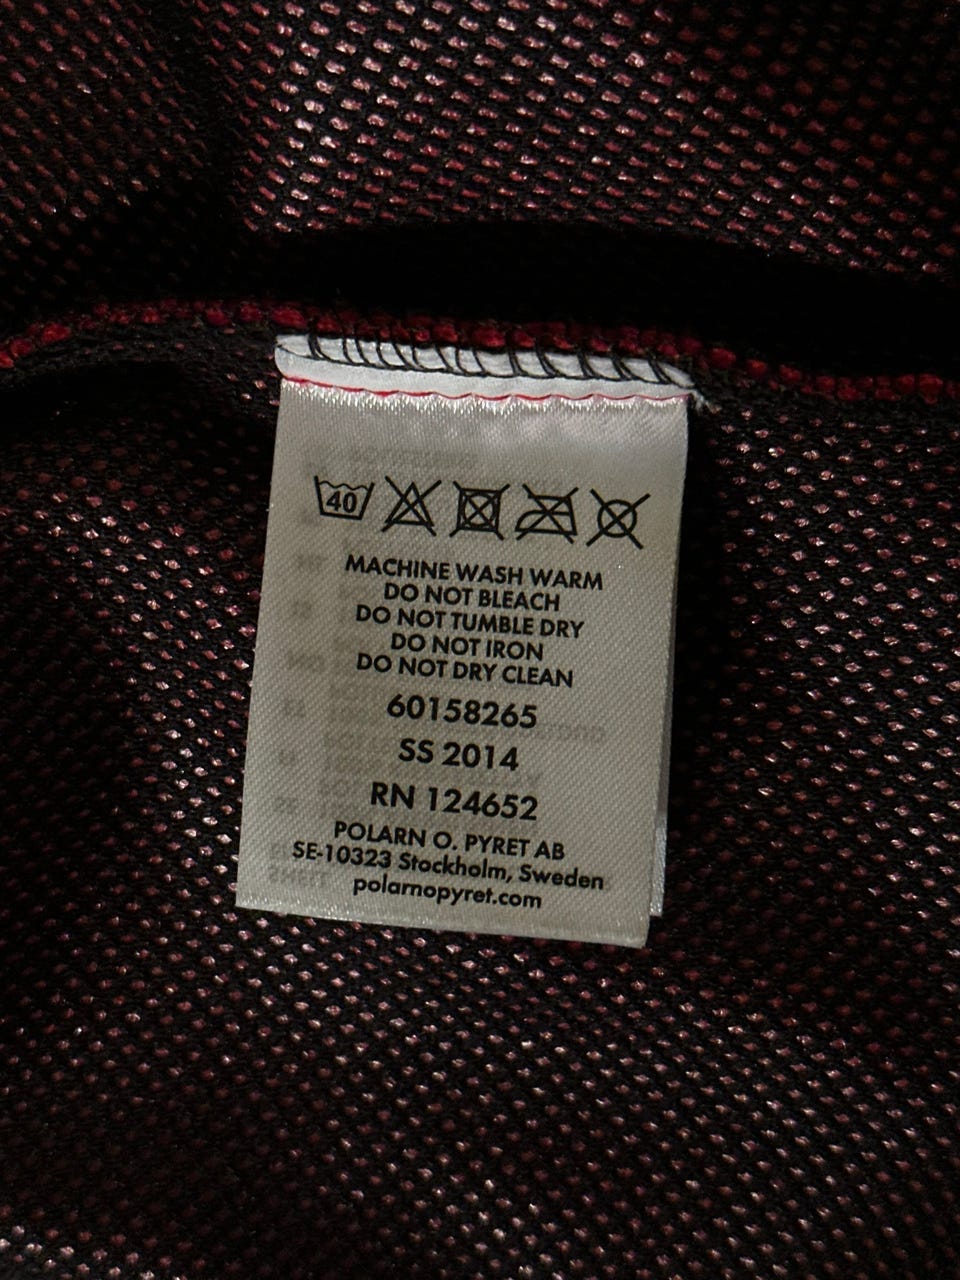 40
MACHINE WASH WARM
DO NOT BLEACH
DO NOT TUMBLE DRY
DO NOT IRON
DO NOT DRY CLEAN
60158265
SS 2014
RN 124652
POLARN O. PYRET AB
SE-10323 Stockholm, Sweden
polarnopyret.com